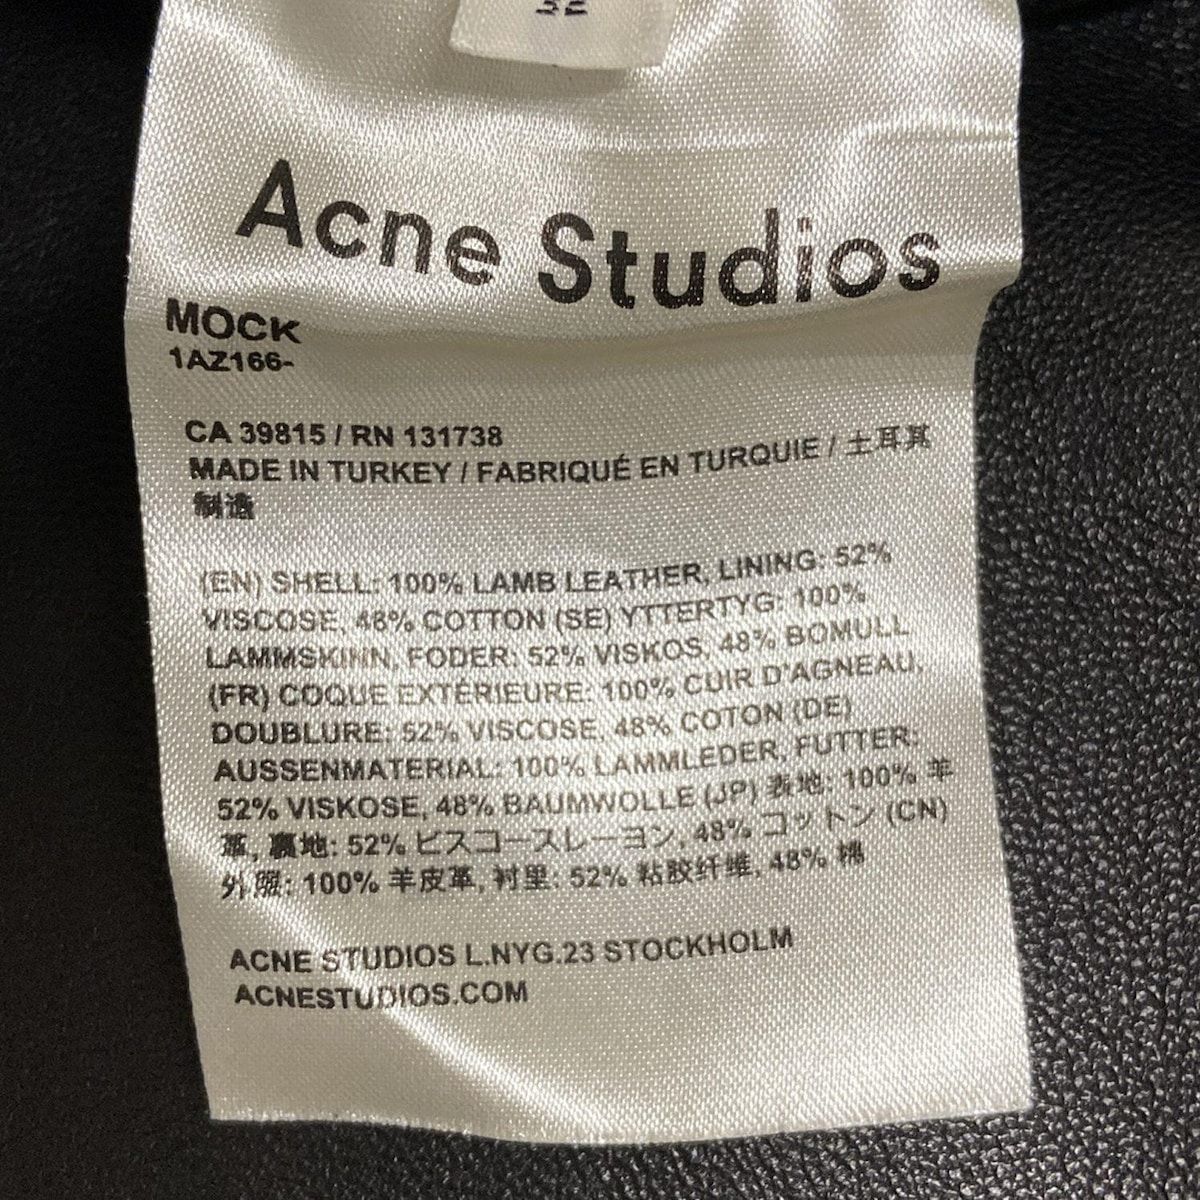 32
Acne Studios
MOCK
1AZ166-
CA 39815 / RN 131738
MADE IN TURKEY / FABRIQUÉ EN TURQUIE / 土耳其
制造
(EN) SHELL: 100% LAMB LEATHER, LINING: 52%
VISCOSE, 48% COTTON (SE) YTTERTYG: 100%
LAMMSKINN, FODER: 52% VISKOS, 48% BOMULL
(FR) COQUE EXTÉRIEURE: 100% CUIR D'AGNEAU,
DOUBLURE: 52% VISCOSE, 48% COTON (DE)
AUSSENMATERIAL: 100% LAMMLEDER, FUTTER:
52% VISKOSE, 48% BAUMWOLLE (JP) 表地: 100% 羊
革, 裏地: 52% ビスコースレーヨン, 48% コットン (CN)
外服: 100% 羊皮革, 衬里: 52% 粘胶纤维, 48% 棉
ACNE STUDIOS L.NYG.23 STOCKHOLM
ACNESTUDIOS.COM